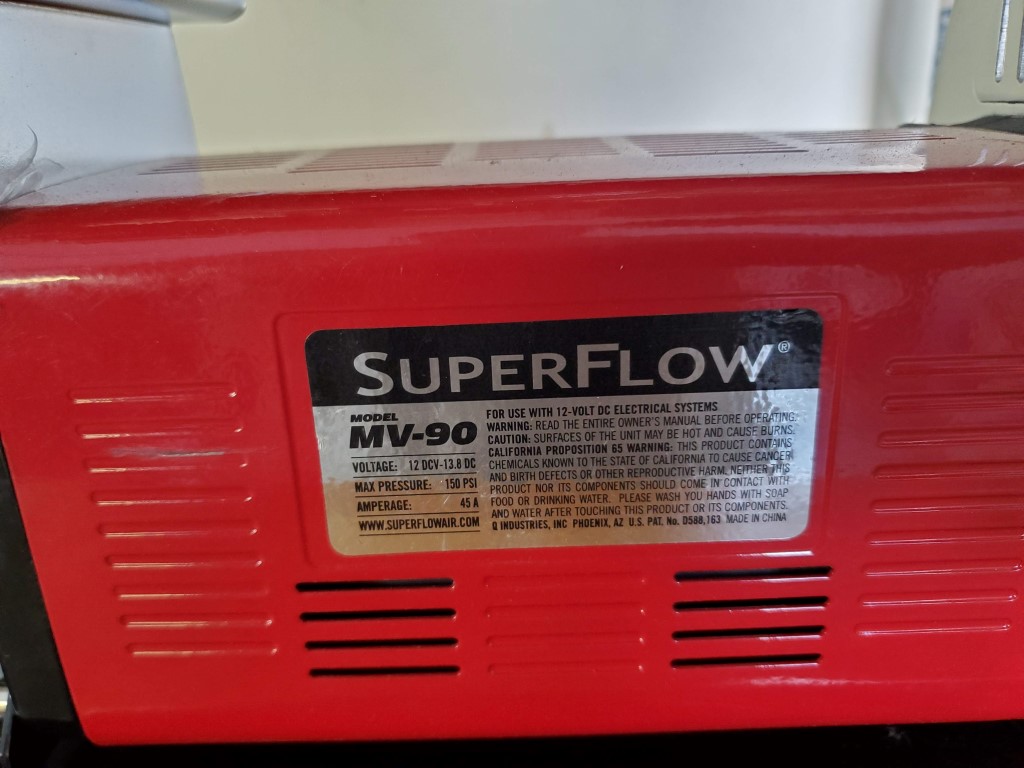 SUPERFLOW®
MODEL
MV-90
VOLTAGE: 12 DCV-13.8 DC
MAX PRESSURE: 150 PSI
AMPERAGE: 45 A
WWW.SUPERFLOWAIR.COM
FOR USE WITH 12-VOLT DC ELECTRICAL SYSTEMS
WARNING: READ THE ENTIRE OWNER'S MANUAL BEFORE OPERATING.
CAUTION: SURFACES OF THE UNIT MAY BE HOT AND CAUSE BURNS.
CALIFORNIA PROPOSITION 65 WARNING: THIS PRODUCT CONTAINS
CHEMICALS KNOWN TO THE STATE OF CALIFORNIA TO CAUSE CANCER
AND BIRTH DEFECTS OR OTHER REPRODUCTIVE HARM. NEITHER THIS
PRODUCT NOR ITS COMPONENTS SHOULD COME IN CONTACT WITH
FOOD OR DRINKING WATER. PLEASE WASH YOU HANDS WITH SOAP
AND WATER AFTER TOUCHING THIS PRODUCT OR ITS COMPONENTS.
Q INDUSTRIES, INC PHOENIX, AZ U.S. PAT. No. D588,163 MADE IN CHINA